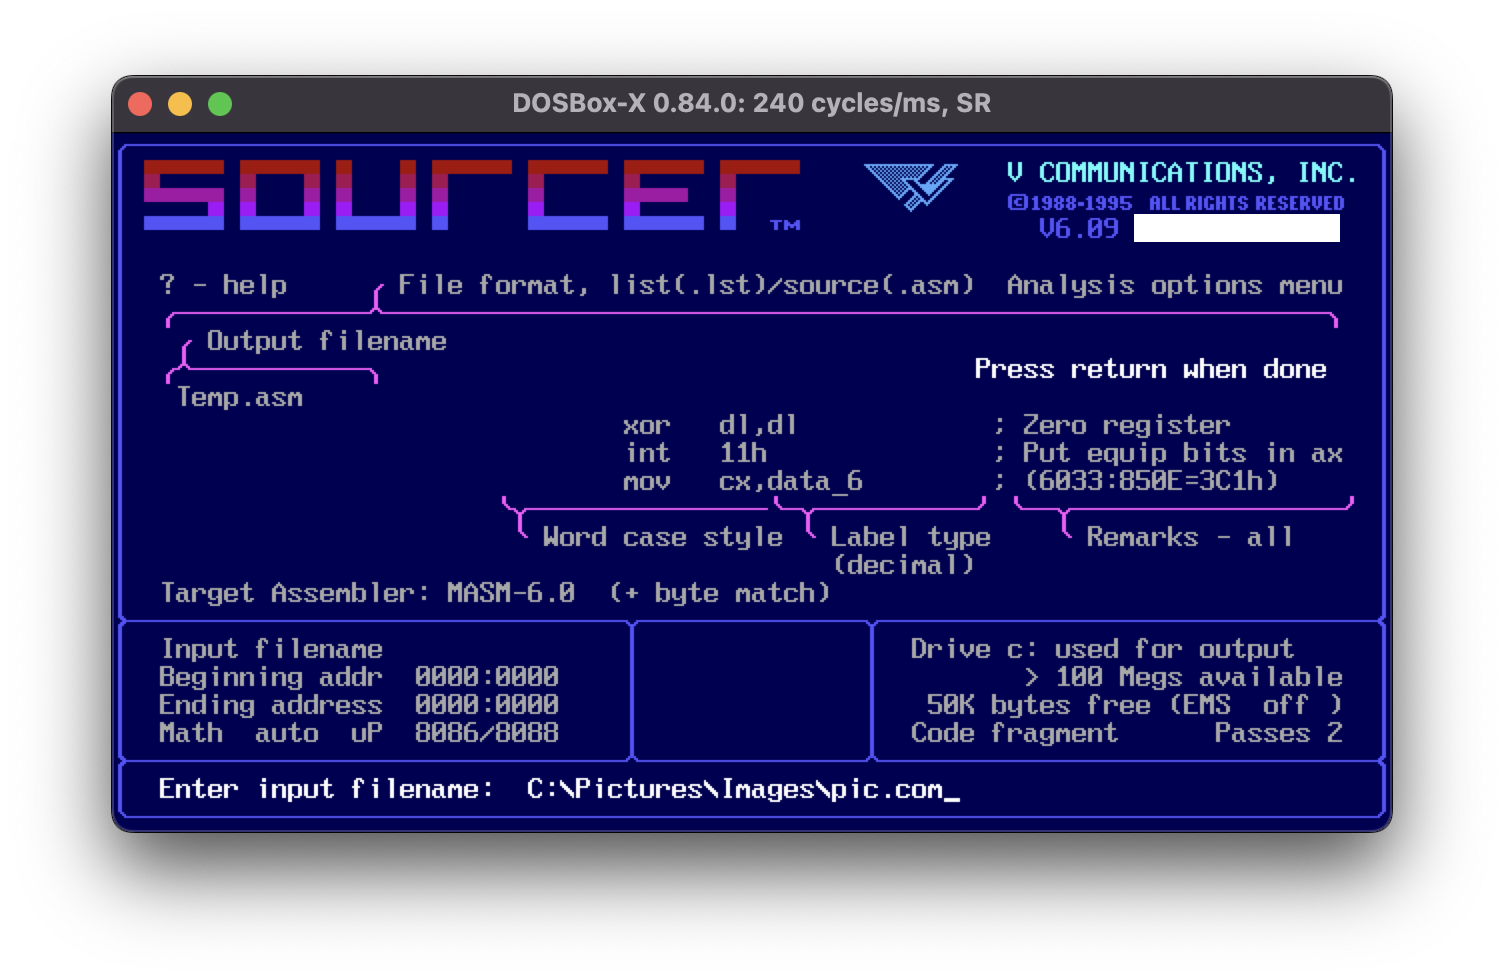 DOSBox-X 0.84.0: 240 cycles/ms, SR
sourcer TM
V COMMUNICATIONS, INC.
©1988-1995 ALL RIGHTS RESERVED
V6.09
? - help File format, list(.lst)/source(.asm) Analysis options menu
Output filename
Press return when done
Temp.asm
xor dl,dl ; Zero register
int 11h ; Put equip bits in ax
mov cx,data_6 ; (6033:850E=3C1h)
Word case style Label type Remarks - all
(decimal)
Target Assembler: MASM-6.0 (+ byte match)
Input filename Drive c: used for output
Beginning addr 0000:0000 > 100 Megs available
Ending address 0000:0000 50K bytes free (EMS off )
Math auto uP 8086/8088 Code fragment Passes 2
Enter input filename: C:\Pictures\Images\pic.com_